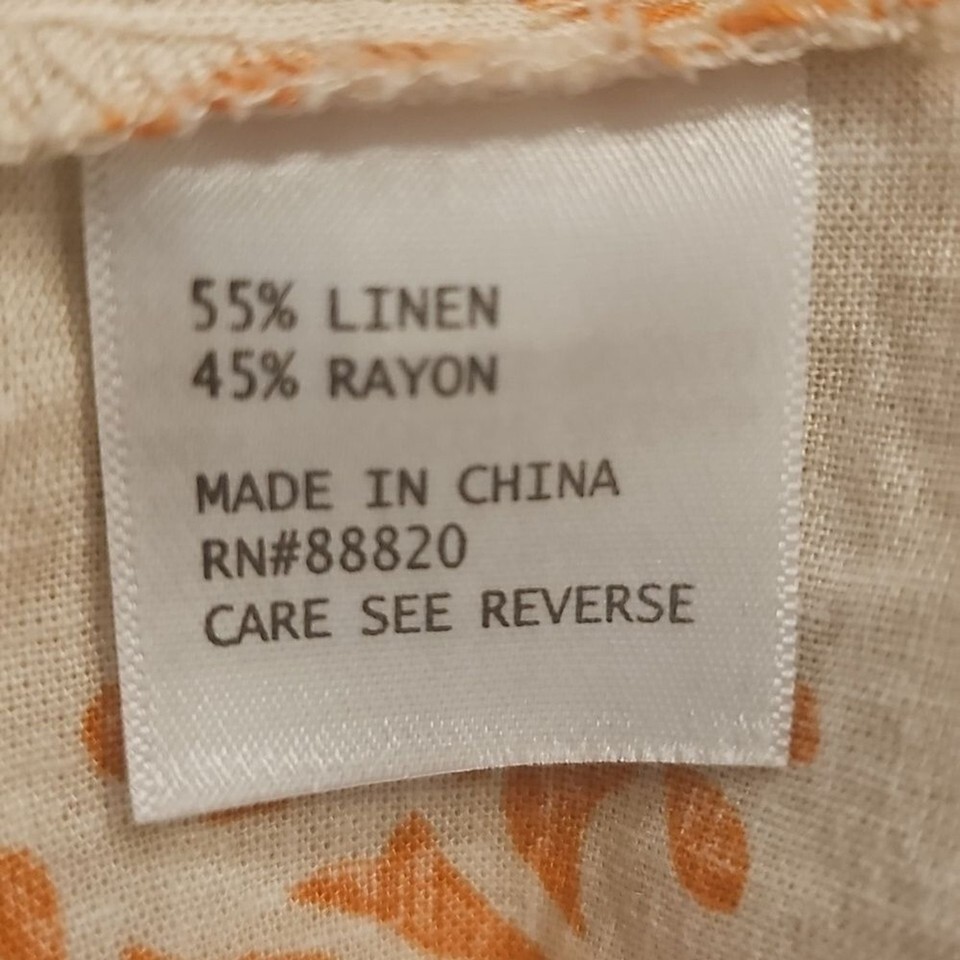 55% LINEN
45% RAYON
MADE IN CHINA
RN#88820
CARE SEE REVERSE